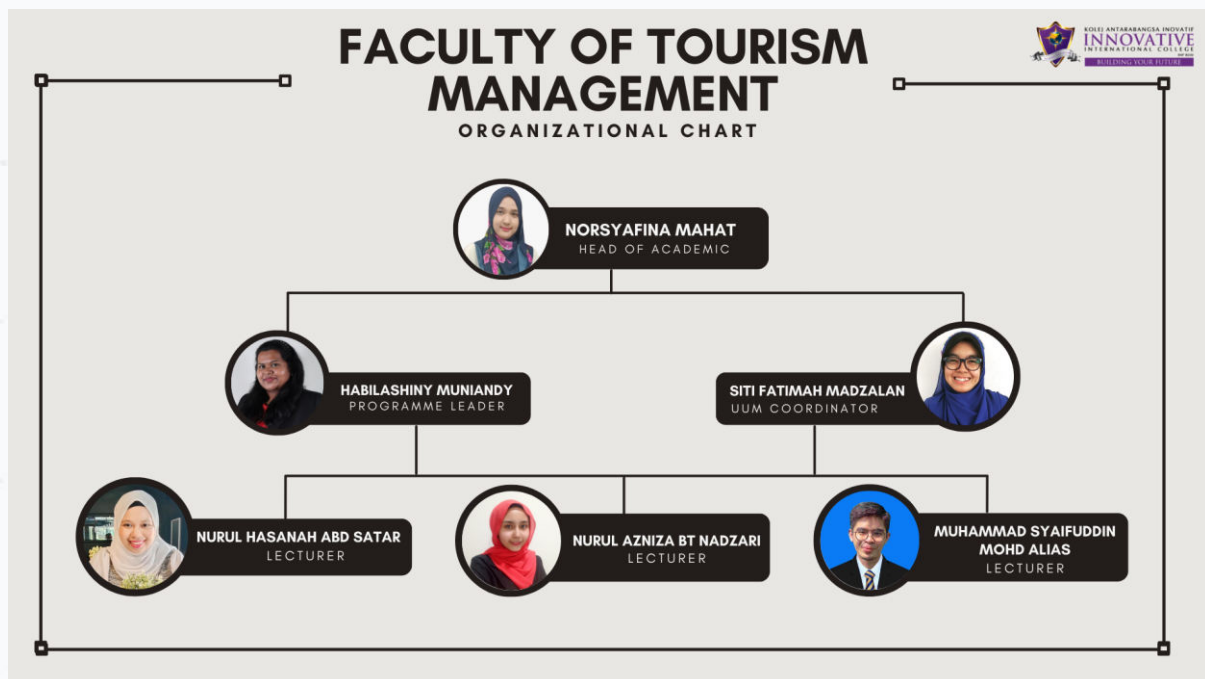 FACULTY OF TOURISM
MANAGEMENT
ORGANIZATIONAL CHART
KOLEJ ANTARABANGSA INOVATIF
INNOVATIVE
INTERNATIONAL COLLEGE
BUILDING YOUR FUTURE
NORSYAFINA MAHAT
HEAD OF ACADEMIC
HABILASHINY MUNIANDY
PROGRAMME LEADER
SITI FATIMAH MADZALAN
UUM COORDINATOR
NURUL HASANAH ABD SATAR
LECTURER
NURUL AZNIZA BT NADZARI
LECTURER
MUHAMMAD SYAIFUDDIN
MOHD ALIAS
LECTURER